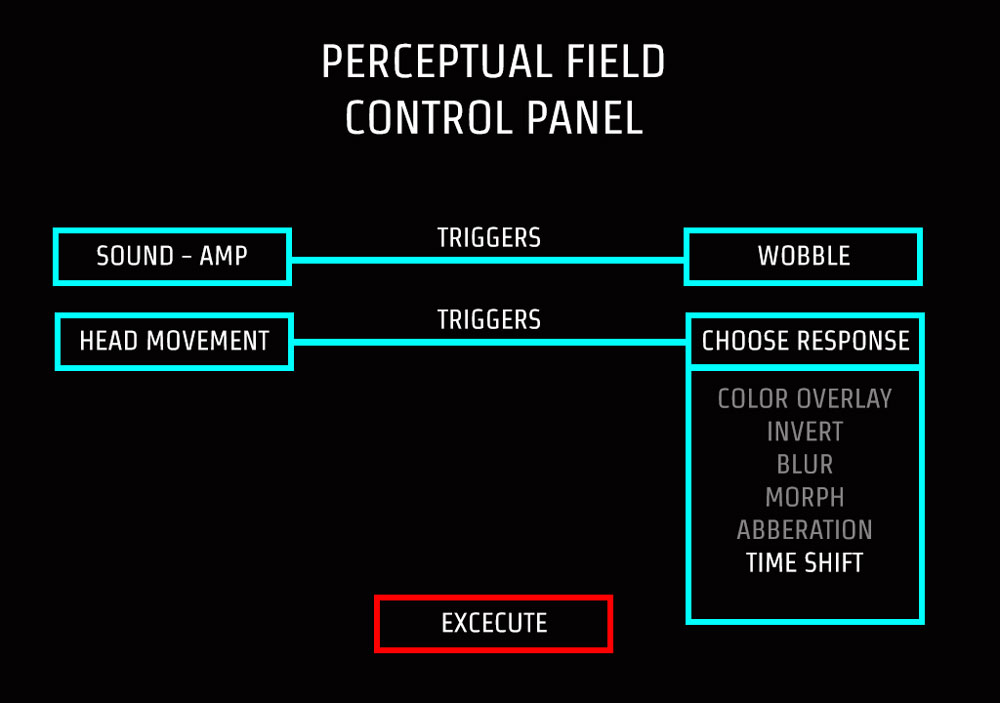 PERCEPTUAL FIELD
CONTROL PANEL
SOUND - AMP
TRIGGERS
WOBBLE
HEAD MOVEMENT
TRIGGERS
CHOOSE RESPONSE
COLOR OVERLAY
INVERT
BLUR
MORPH
ABBERATION
TIME SHIFT
EXCECUTE